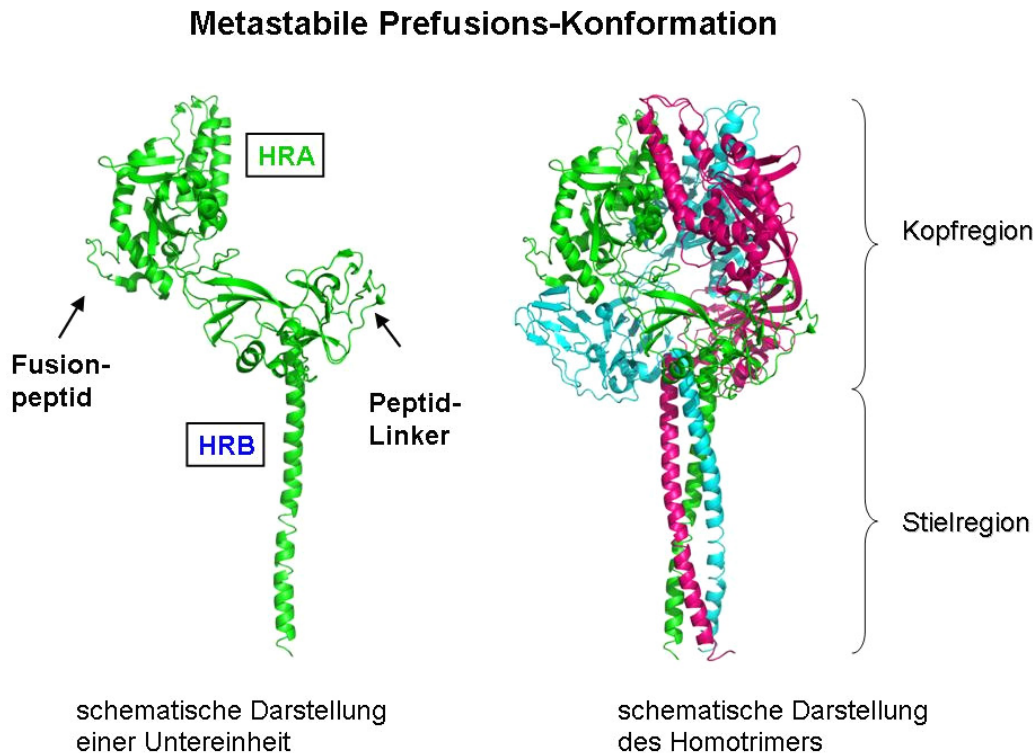 Metastabile Prefusions-Konformation
HRA
Fusion-
peptid
Peptid-
Linker
HRB
Kopfregion
Stielregion
schematische Darstellung
einer Untereinheit
schematische Darstellung
des Homotrimers